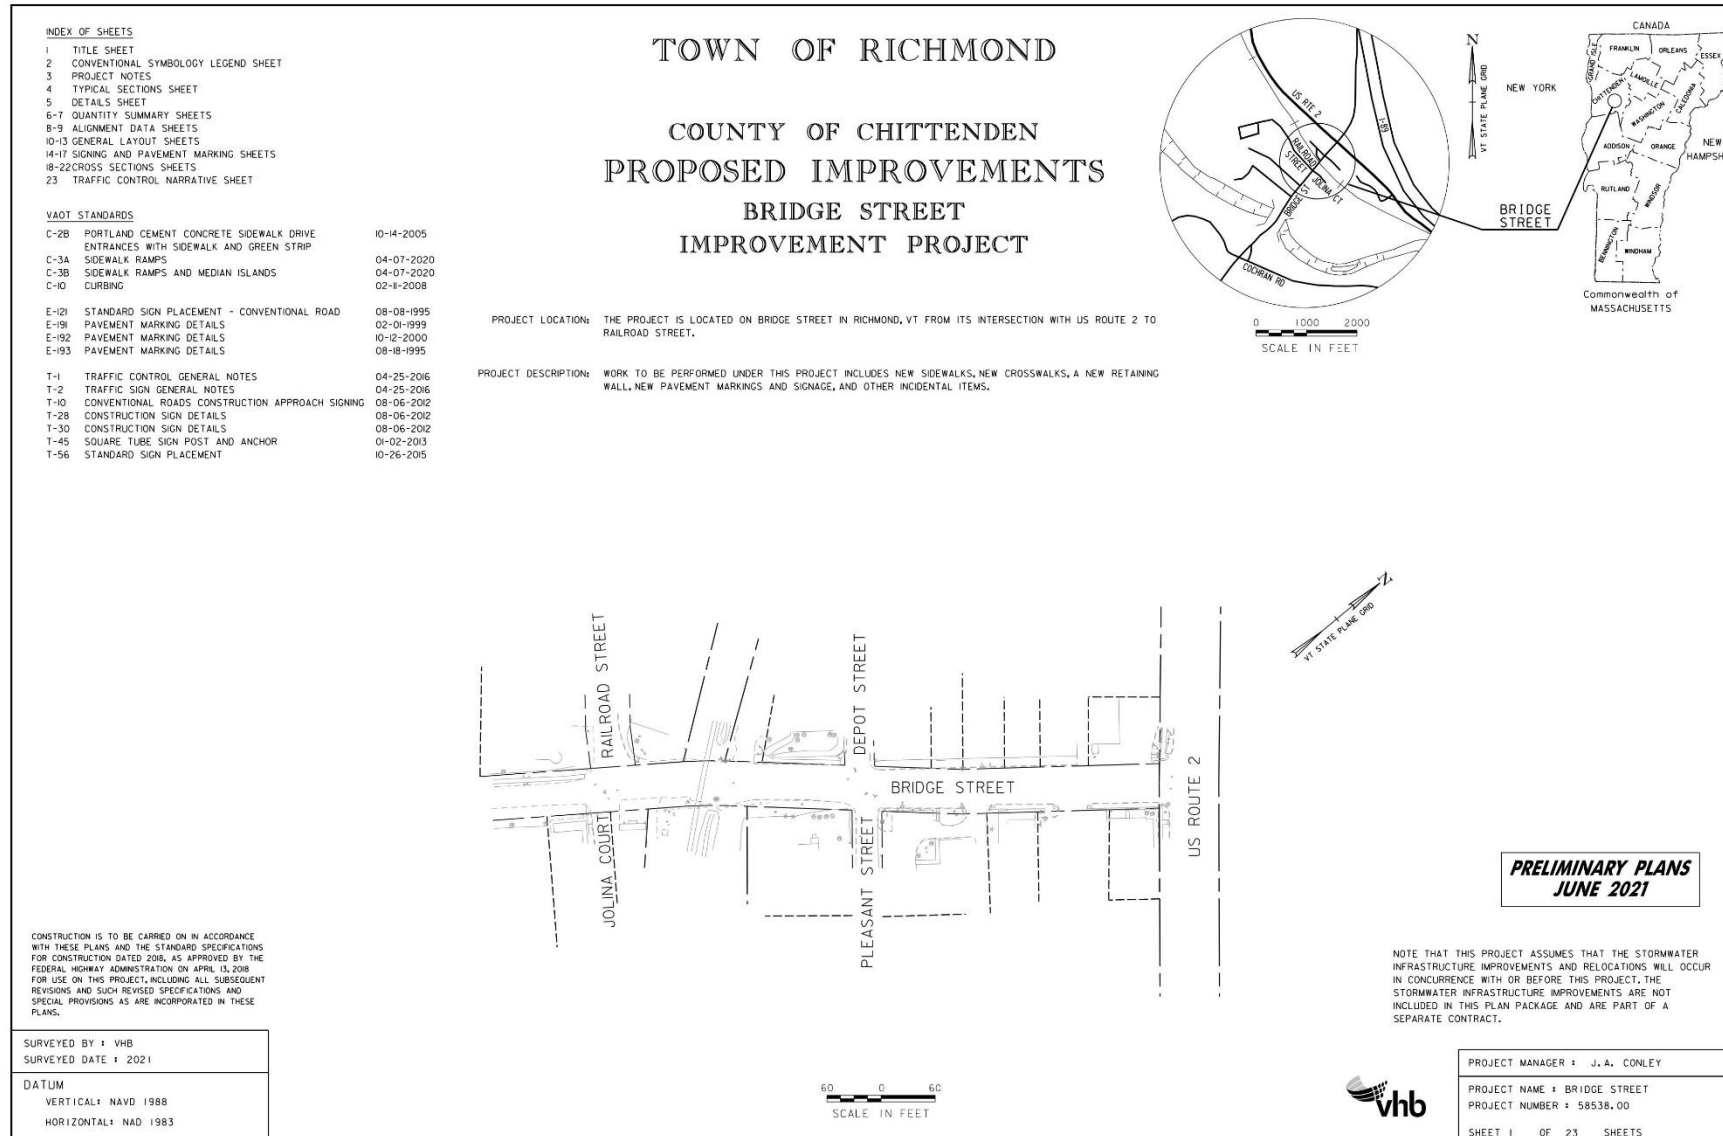 INDEX OF SHEETS
1 TITLE SHEET
2 CONVENTIONAL SYMBOLOGY LEGEND SHEET
3 PROJECT NOTES
4 TYPICAL SECTIONS SHEET
5 DETAILS SHEET
6-7 QUANTITY SUMMARY SHEETS
8-9 ALIGNMENT DATA SHEETS
10-13 GENERAL LAYOUT SHEETS
14-17 SIGNING AND PAVEMENT MARKING SHEETS
18-22 CROSS SECTIONS SHEETS
23 TRAFFIC CONTROL NARRATIVE SHEET
VAOT STANDARDS
C-2B PORTLAND CEMENT CONCRETE SIDEWALK DRIVE 10-14-2005
ENTRANCES WITH SIDEWALK AND GREEN STRIP
C-3A SIDEWALK RAMPS 04-07-2020
C-3B SIDEWALK RAMPS AND MEDIAN ISLANDS 04-07-2020
C-10 CURBING 02-11-2008
E-121 STANDARD SIGN PLACEMENT - CONVENTIONAL ROAD 08-08-1995
E-191 PAVEMENT MARKING DETAILS 02-01-1999
E-192 PAVEMENT MARKING DETAILS 10-12-2000
E-193 PAVEMENT MARKING DETAILS 08-18-1995
T-1 TRAFFIC CONTROL GENERAL NOTES 04-25-2016
T-2 TRAFFIC SIGN GENERAL NOTES 04-25-2016
T-10 CONVENTIONAL ROADS CONSTRUCTION APPROACH SIGNING 08-06-2012
T-28 CONSTRUCTION SIGN DETAILS 08-06-2012
T-30 CONSTRUCTION SIGN DETAILS 08-06-2012
T-45 SQUARE TUBE SIGN POST AND ANCHOR 01-02-2013
T-56 STANDARD SIGN PLACEMENT 10-26-2015
TOWN OF RICHMOND
COUNTY OF CHITTENDEN
PROPOSED IMPROVEMENTS
BRIDGE STREET
IMPROVEMENT PROJECT
PROJECT LOCATION: THE PROJECT IS LOCATED ON BRIDGE STREET IN RICHMOND, VT FROM ITS INTERSECTION WITH US ROUTE 2 TO
RAILROAD STREET.
PROJECT DESCRIPTION: WORK TO BE PERFORMED UNDER THIS PROJECT INCLUDES NEW SIDEWALKS, NEW CROSSWALKS, A NEW RETAINING
WALL, NEW PAVEMENT MARKINGS AND SIGNAGE, AND OTHER INCIDENTAL ITEMS.
US RTE 2
I-89
RAILROAD
STREET
JOLINA CT
BRIDGE ST
COCHRAN RD
0 1000 2000
SCALE IN FEET
N
VT STATE PLANE GRID
CANADA
NEW YORK
GRAND ISLE
FRANKLIN
ORLEANS
ESSEX
CHITTENDEN
LAMOILLE
CALEDONIA
WASHINGTON
ADDISON
ORANGE
NEW
HAMPSH
RUTLAND
WINDSOR
BENNINGTON
WINDHAM
BRIDGE
STREET
Commonwealth of
MASSACHUSETTS
N
VT STATE PLANE GRID
RAILROAD STREET
DEPOT STREET
BRIDGE STREET
US ROUTE 2
JOLINA COURT
PLEASANT STREET
PRELIMINARY PLANS
JUNE 2021
CONSTRUCTION IS TO BE CARRIED ON IN ACCORDANCE
WITH THESE PLANS AND THE STANDARD SPECIFICATIONS
FOR CONSTRUCTION DATED 2018, AS APPROVED BY THE
FEDERAL HIGHWAY ADMINISTRATION ON APRIL 13, 2018
FOR USE ON THIS PROJECT, INCLUDING ALL SUBSEQUENT
REVISIONS AND SUCH REVISED SPECIFICATIONS AND
SPECIAL PROVISIONS AS ARE INCORPORATED IN THESE
PLANS.
NOTE THAT THIS PROJECT ASSUMES THAT THE STORMWATER
INFRASTRUCTURE IMPROVEMENTS AND RELOCATIONS WILL OCCUR
IN CONCURRENCE WITH OR BEFORE THIS PROJECT. THE
STORMWATER INFRASTRUCTURE IMPROVEMENTS ARE NOT
INCLUDED IN THIS PLAN PACKAGE AND ARE PART OF A
SEPARATE CONTRACT.
SURVEYED BY : VHB
SURVEYED DATE : 2021
DATUM
VERTICAL: NAVD 1988
HORIZONTAL: NAD 1983
60 0 60
SCALE IN FEET
vhb
PROJECT MANAGER : J.A. CONLEY
PROJECT NAME : BRIDGE STREET
PROJECT NUMBER : 58538.00
SHEET 1 OF 23 SHEETS